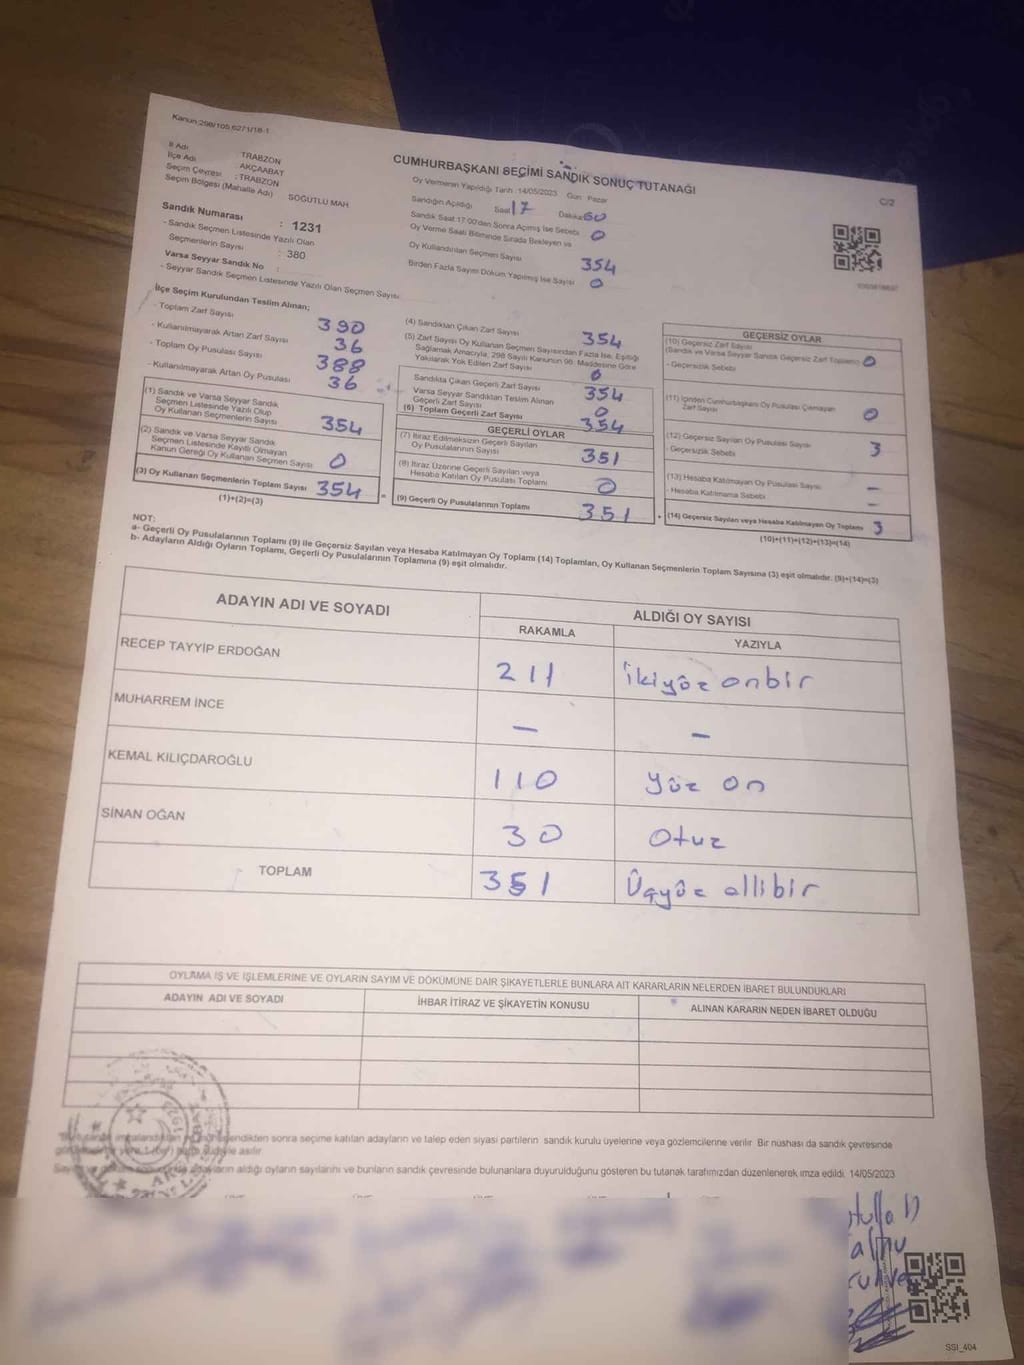 Kanun:298/105,6271/18-1
İl Adı TRABZON
İlçe Adı AKÇAABAT
Seçim Çevresi : TRABZON
Seçim Bölgesi (Mahalle Adı) SÖĞÜTLÜ MAH.
CUMHURBAŞKANI SEÇİMİ SANDIK SONUÇ TUTANAĞI
C/2
Oy Vermenin Yapıldığı Tarih : 14/05/2023 Gün Pazar
Sandığın Açıldığı Saat 17 Dakika 60
Sandık Saat 17:00'den Sonra Açılmış İse Sebebi
Oy Verme Saati Bitiminde Sırada Bekleyen ve 0
Oy Kullandırılan Seçmen Sayısı 354
Birden Fazla Sayım Döküm Yapılmış İse Sayısı 0
Sandık Numarası : 1231
- Sandık Seçmen Listesinde Yazılı Olan
Seçmenlerin Sayısı : 380
Varsa Seyyar Sandık No :
- Seyyar Sandık Seçmen Listesinde Yazılı Olan Seçmen Sayısı
İlçe Seçim Kurulundan Teslim Alınan;
- Toplam Zarf Sayısı 390
- Kullanılmayarak Artan Zarf Sayısı 36
- Toplam Oy Pusulası Sayısı 388
- Kullanılmayarak Artan Oy Pusulası 36
(1) Sandık ve Varsa Seyyar Sandık
Seçmen Listesinde Yazılı Olup
Oy Kullanan Seçmenlerin Sayısı 354
(2) Sandık ve Varsa Seyyar Sandık
Seçmen Listesinde Kayıtlı Olmayan
Kanun Gereği Oy Kullanan Seçmen Sayısı 0
(3) Oy Kullanan Seçmenlerin Toplam Sayısı 354
(1)+(2)=(3)
(4) Sandıktan Çıkan Zarf Sayısı 354
(5) Zarf Sayısı Oy Kullanan Seçmen Sayısından Fazla İse, Eşitliği
Sağlamak Amacıyla, 298 Sayılı Kanunun 98. Maddesine Göre
Yakılarak Yok Edilen Zarf Sayısı 0
Sandıkta Çıkan Geçerli Zarf Sayısı 354
Varsa Seyyar Sandıktan Teslim Alınan
Geçerli Zarf Sayısı 0
(6) Toplam Geçerli Zarf Sayısı 354
GEÇERLİ OYLAR
(7) İtiraz Edilmeksizin Geçerli Sayılan
Oy Pusulalarının Sayısı 351
(8) İtiraz Üzerine Geçerli Sayılan veya
Hesaba Katılan Oy Pusulası Toplamı 0
(9) Geçerli Oy Pusulalarının Toplamı 351
GEÇERSİZ OYLAR
(10) Geçersiz Zarf Sayısı
(Sandık ve Varsa Seyyar Sandık Geçersiz Zarf Toplamı) 0
- Geçersizlik Sebebi
(11) İçinden Cumhurbaşkanı Oy Pusulası Çıkmayan
Zarf Sayısı 0
(12) Geçersiz Sayılan Oy Pusulası Sayısı 3
- Geçersizlik Sebebi
(13) Hesaba Katılmayan Oy Pusulası Sayısı –
- Hesaba Katılmama Sebebi –
(14) Geçersiz Sayılan veya Hesaba Katılmayan Oy Toplamı 3
(10)+(11)+(12)+(13)=(14)
NOT:
a- Geçerli Oy Pusulalarının Toplamı (9) ile Geçersiz Sayılan veya Hesaba Katılmayan Oy Toplamı (14) Toplamları, Oy Kullanan Seçmenlerin Toplam Sayısına (3) eşit olmalıdır. (9)+(14)=(3)
b- Adayların Aldığı Oyların Toplamı, Geçerli Oy Pusulalarının Toplamına (9) eşit olmalıdır.
ADAYIN ADI VE SOYADI ALDIĞI OY SAYISI
RAKAMLA YAZIYLA
RECEP TAYYİP ERDOĞAN 211 ikiyüz onbir
MUHARREM İNCE – –
KEMAL KILIÇDAROĞLU 110 yüz on
SİNAN OĞAN 30 otuz
TOPLAM 351 Üçyüz ellibir
OYLAMA İŞ VE İŞLEMLERİNE VE OYLARIN SAYIM VE DÖKÜMÜNE DAİR ŞİKAYETLERLE BUNLARA AİT KARARLARIN NELERDEN İBARET BULUNDUKLARI
ADAYIN ADI VE SOYADI İHBAR İTİRAZ VE ŞİKAYETİN KONUSU ALINAN KARARIN NEDEN İBARET OLDUĞU
sonra seçime katılan adayların ve talep eden siyasi partilerin sandık kurulu üyelerine veya gözlemcilerine verilir. Bir nüshası da sandık çevresinde
asılır.
adayların aldığı oyların sayılarını ve bunların sandık çevresinde bulunanlara duyurulduğunu gösteren bu tutanak tarafımızdan düzenlenerek imza edildi. 14/05/2023
SSI_404